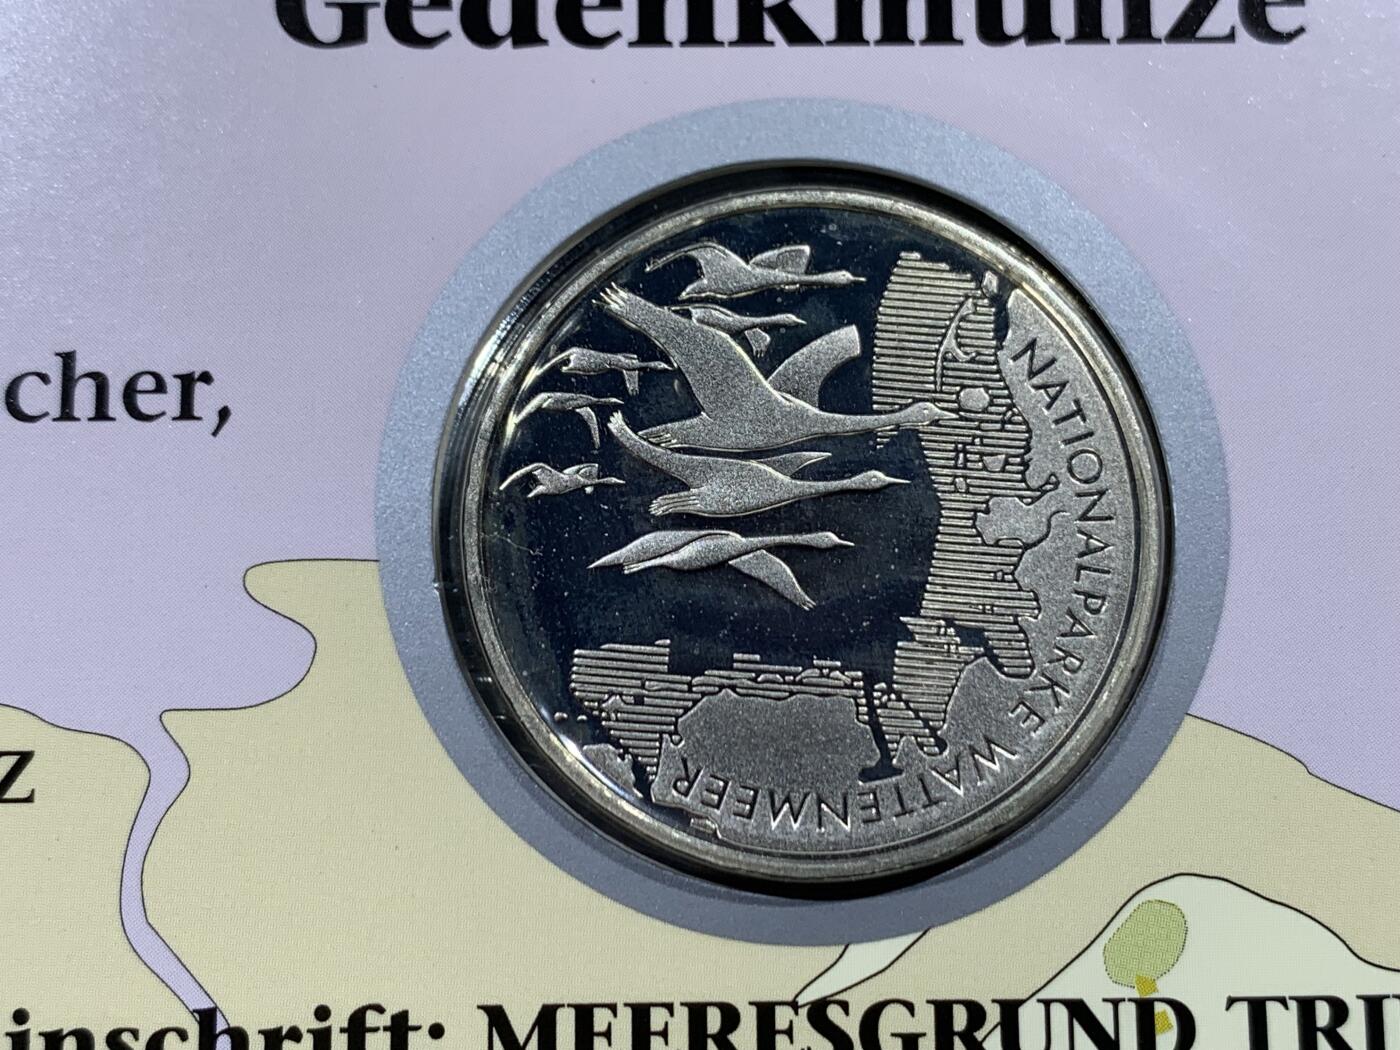 Gedenkmünze
cher,
NATIONALPARKE WATTENMEER
z
inschrift: MEERESGRUND TRI